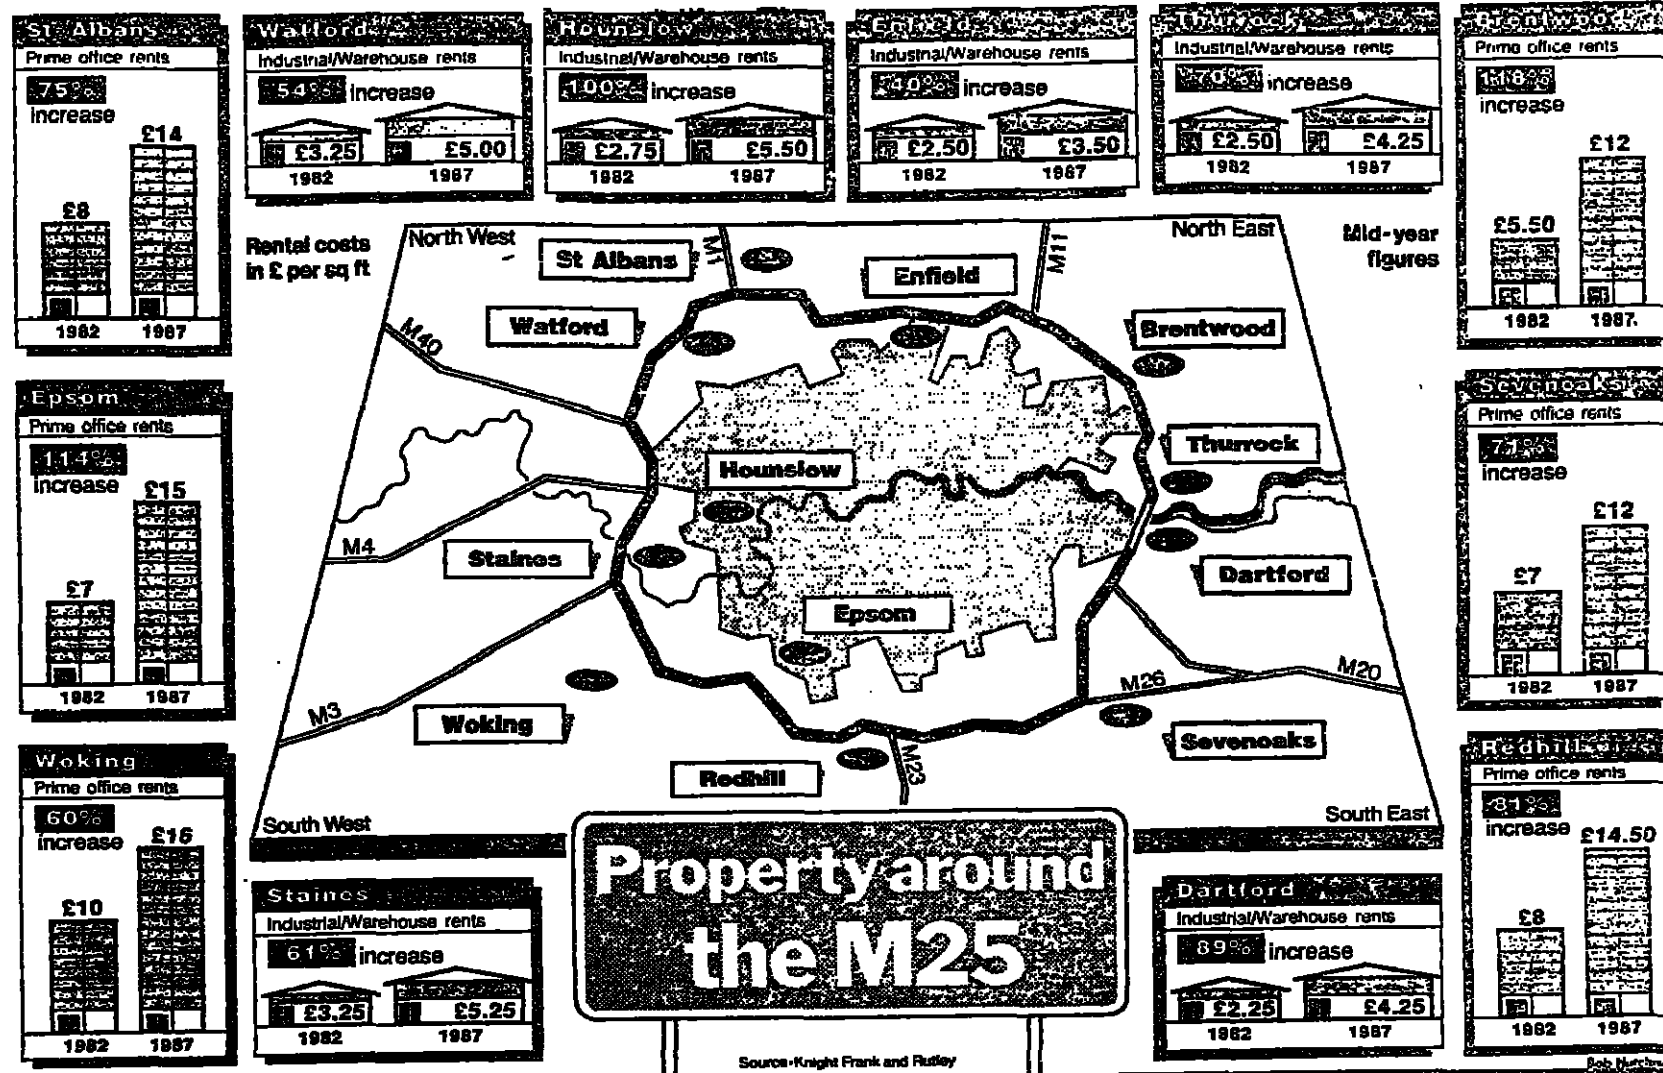 St Albans
Prime office rents
75%
increase
£14
£8
1982 1987
Watford
Industrial/Warehouse rents
54% increase
£3.25 £5.00
1982 1987
Hounslow
Industrial/Warehouse rents
100% increase
£2.75 £5.50
1982 1987
Enfield
Industrial/Warehouse rents
40% increase
£2.50 £3.50
1982 1987
Thurrock
Industrial/Warehouse rents
70% increase
£2.50 £4.25
1982 1987
Brentwood
Prime office rents
118%
increase
£12
£5.50
1982 1987.
Rental costs
in £ per sq ft
Mid-year
figures
North West
North East
M1
M11
St Albans
Enfield
Watford
Brentwood
M40
Thurrock
Hounslow
M4
Staines
Dartford
Epsom
M20
M26
M3
Woking
Sevenoaks
Redhill
M23
South West
South East
Epsom
Prime office rents
114%
increase
£15
£7
1982 1987
Sevenoaks
Prime office rents
71%
increase
£12
£7
1982 1987
Woking
Prime office rents
60%
increase
£16
£10
1982 1987
Staines
Industrial/Warehouse rents
61% increase
£3.25 £5.25
1982 1987
Property around
the M25
Source-Knight Frank and Rutley
Dartford
Industrial/Warehouse rents
89% increase
£2.25 £4.25
1982 1987
Redhill
Prime office rents
81%
increase
£14.50
£8
1982 1987
Bob